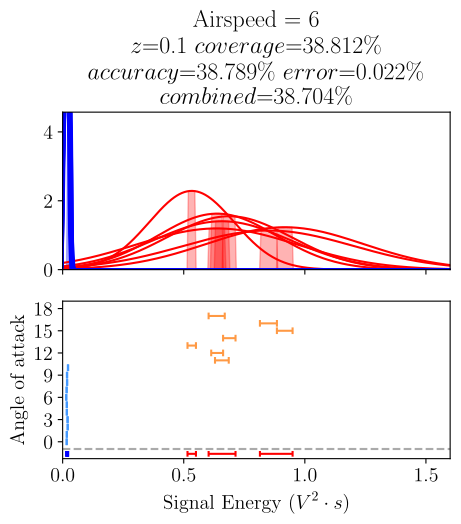 Airspeed = 6
z=0.1 coverage=38.812%
accuracy=38.789% error=0.022%
combined=38.704%
4
2
0
18
15
12
9
6
3
0
Angle of attack
0.0 0.5 1.0 1.5
Signal Energy (V² · s)